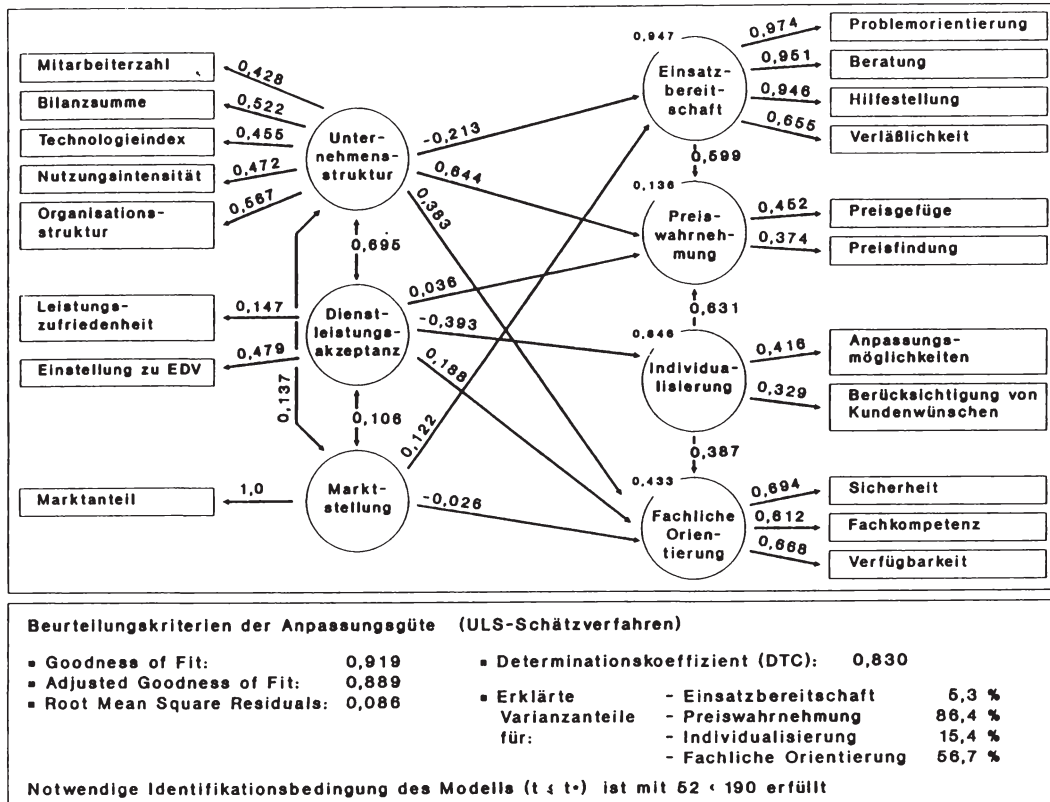 Mitarbeiterzahl
Bilanzsumme
Technologieindex
Nutzungsintensität
Organisations-
struktur
Leistungs-
zufriedenheit
Einstellung zu EDV
Marktanteil
0,428
0,522
0,455
0,472
0,567
0,147
0,479
0,137
1,0
Unter-
nehmens-
struktur
0,695
Dienst-
leistungs-
akzeptanz
0,106
Markt-
stellung
-0,213
0,644
0,383
0,036
-0,393
0,188
0,122
-0,026
0,947
Einsatz-
bereit-
schaft
0,599
0,136
Preis-
wahrneh-
mung
0,631
0,846
Individua-
lisierung
0,387
0,433
Fachliche
Orien-
tierung
0,974
0,951
0,946
0,655
0,452
0,374
0,416
0,329
0,694
0,612
0,668
Problemorientierung
Beratung
Hilfestellung
Verläßlichkeit
Preisgefüge
Preisfindung
Anpassungs-
möglichkeiten
Berücksichtigung von
Kundenwünschen
Sicherheit
Fachkompetenz
Verfügbarkeit
Beurteilungskriterien der Anpassungsgüte (ULS-Schätzverfahren)
▪ Goodness of Fit: 0,919
▪ Adjusted Goodness of Fit: 0,889
▪ Root Mean Square Residuals: 0,086
▪ Determinationskoeffizient (DTC): 0,830
▪ Erklärte - Einsatzbereitschaft 5,3 %
Varianzanteile - Preiswahrnehmung 86,4 %
für: - Individualisierung 15,4 %
- Fachliche Orientierung 56,7 %
Notwendige Identifikationsbedingung des Modells (t ≤ t*) ist mit 52 < 190 erfüllt